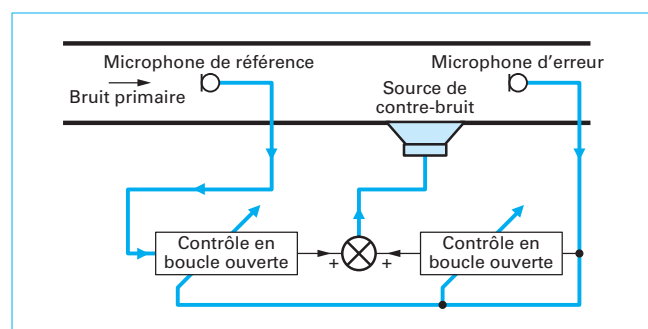 Microphone de référence
Microphone d'erreur
Bruit primaire
Source de
contre-bruit
Contrôle en
boucle ouverte
+
+
Contrôle en
boucle ouverte